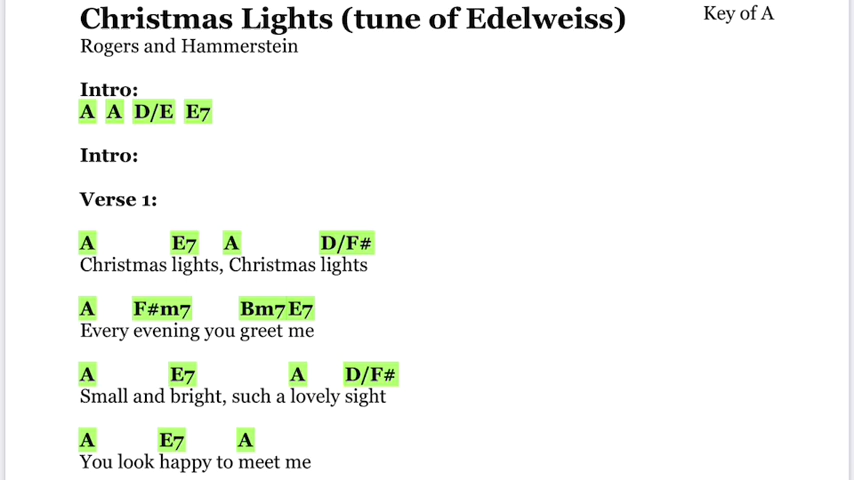 Christmas Lights (tune of Edelweiss) Key of A
Rogers and Hammerstein
Intro:
A A D/E E7
Intro:
Verse 1:
A E7 A D/F#
Christmas lights, Christmas lights
A F#m7 Bm7 E7
Every evening you greet me
A E7 A D/F#
Small and bright, such a lovely sight
A E7 A
You look happy to meet me